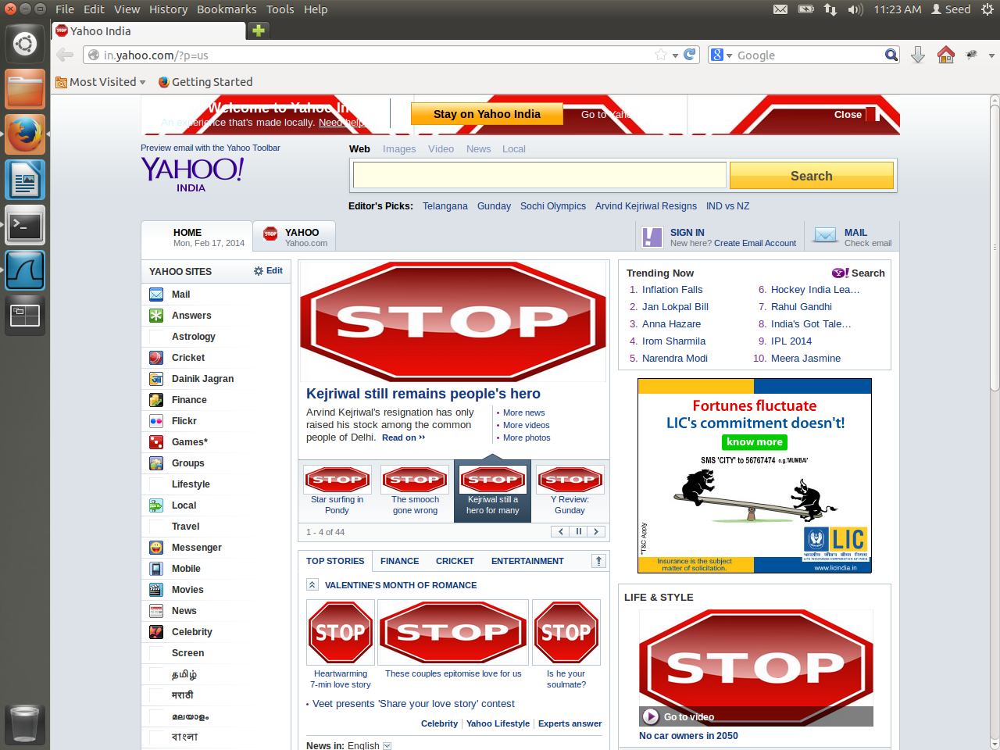 File Edit View History Bookmarks Tools Help
11:23 AM Seed
Yahoo India
in.yahoo.com/?p=us
Google
Most Visited Getting Started
Welcome to Yahoo In
An experience that's made locally. Need help
Stay on Yahoo India
Go to Yaho
Close
Preview email with the Yahoo Toolbar
YAHOO!
INDIA
Web Images Video News Local
Search
Editor's Picks: Telangana Gunday Sochi Olympics Arvind Kejriwal Resigns IND vs NZ
HOME
Mon, Feb 17, 2014
YAHOO
Yahoo.com
SIGN IN
New here? Create Email Account
MAIL
Check email
YAHOO SITES Edit
Mail
Answers
Astrology
Cricket
Dainik Jagran
Finance
Flickr
Games*
Groups
Lifestyle
Local
Travel
Messenger
Mobile
Movies
News
Celebrity
Screen
தமிழ்
मराठी
മലയാളം
বাংলা
STOP
Kejriwal still remains people's hero
Arvind Kejriwal's resignation has only
raised his stock among the common
people of Delhi. Read on
More news
More videos
More photos
STOP STOP STOP STOP
Star surfing in
Pondy
The smooch
gone wrong
Kejriwal still a
hero for many
Y Review:
Gunday
1 - 4 of 44
TOP STORIES FINANCE CRICKET ENTERTAINMENT
VALENTINE'S MONTH OF ROMANCE
STOP STOP STOP
Heartwarming
7-min love story
These couples epitomise love for us
Is he your
soulmate?
Veet presents 'Share your love story' contest
Celebrity Yahoo Lifestyle Experts answer
News in: English
Trending Now Y! Search
1. Inflation Falls
2. Jan Lokpal Bill
3. Anna Hazare
4. Irom Sharmila
5. Narendra Modi
6. Hockey India Lea…
7. Rahul Gandhi
8. India's Got Tale…
9. IPL 2014
10. Meera Jasmine
Fortunes fluctuate
LIC's commitment doesn't!
know more
SMS 'CITY' to 56767474 e.g.'MUMBAI'
*T&C Apply
LIC
भारतीय जीवन बीमा निगम
LIFE INSURANCE CORPORATION OF INDIA
Insurance is the subject
matter of solicitation.
www.licindia.in
LIFE & STYLE
STOP
Go to video
No car owners in 2050